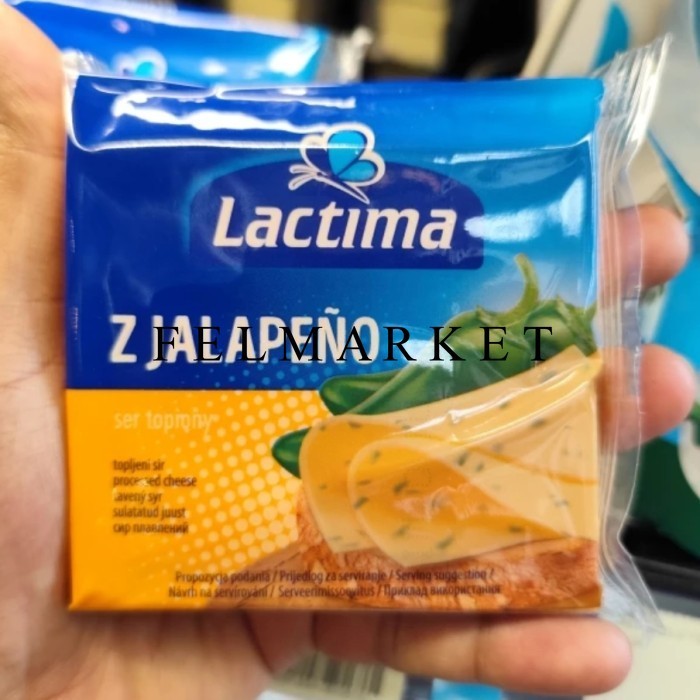 Lactima
Z JALAPEÑO
FELMARKET
ser topiony
topljeni sir
processed cheese
tavený syr
sulatatud juust
сир плавлений
Propozycja podania / Prijedlog za serviranje / Serving suggestion /
Návrh na servírování / Serveerimissoovitus / Приклад використання